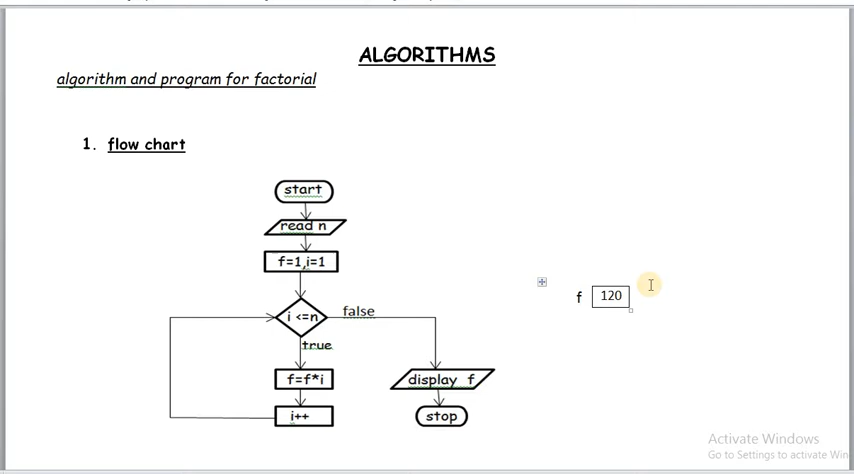 ALGORITHMS
algorithm and program for factorial
1. flow chart
start
read n
f=1,i=1
i <=n
false
true
f=f*i
i++
display f
stop
f 120
Activate Windows
Go to Settings to activate Win